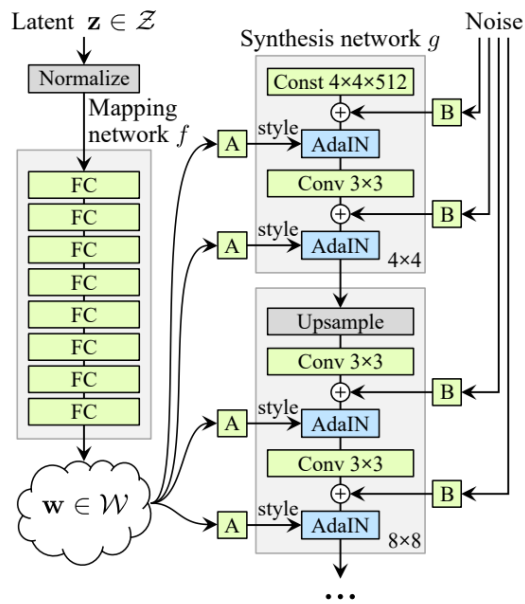 Latent z ∈ Z
Normalize
Mapping
network f
FC
FC
FC
FC
FC
FC
FC
FC
w ∈ W
Synthesis network g
Noise
Const 4×4×512
+
B
A
style
AdaIN
Conv 3×3
+
B
A
style
AdaIN
4×4
Upsample
Conv 3×3
+
B
A
style
AdaIN
Conv 3×3
+
B
A
style
AdaIN
8×8
...